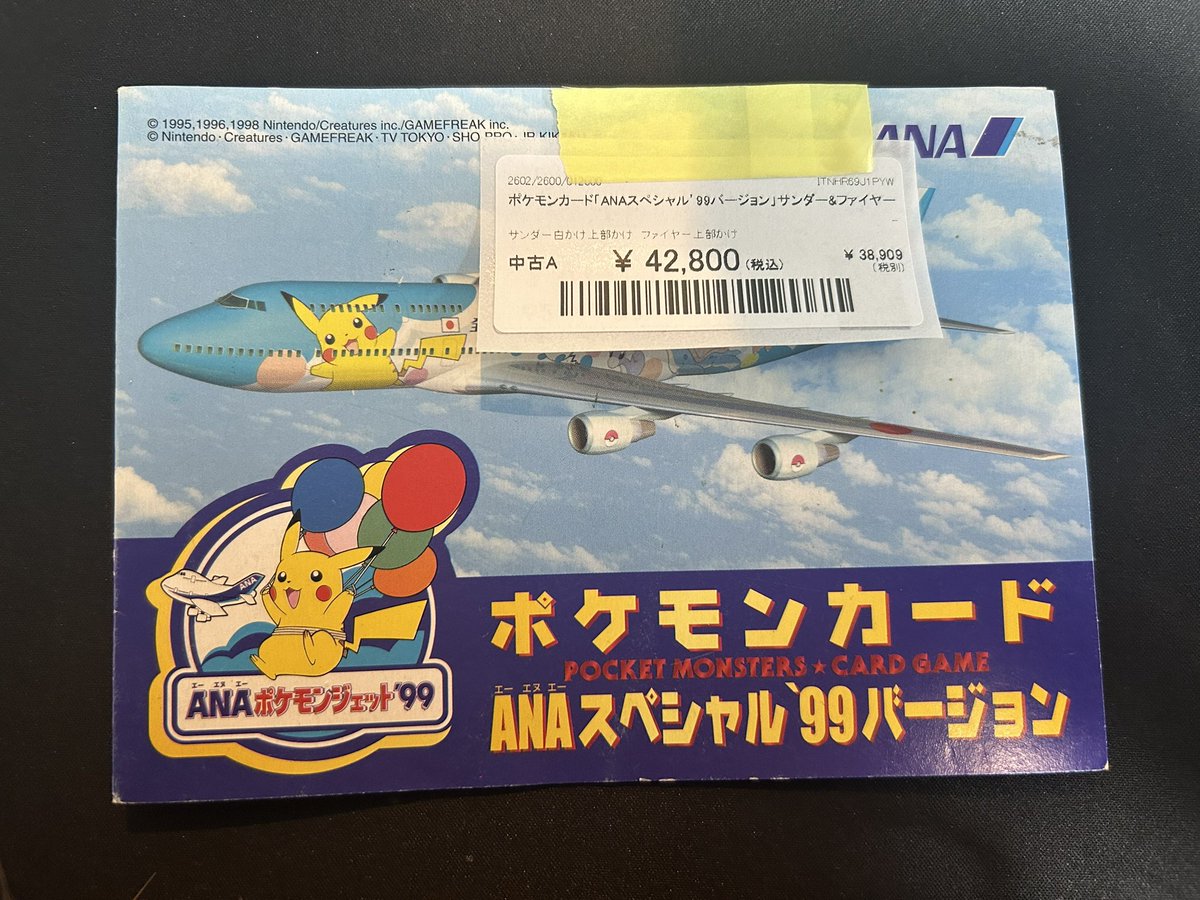 © 1995,1996,1998 Nintendo/Creatures inc./GAMEFREAK inc.
© Nintendo・Creatures・GAMEFREAK・TV TOKYO・SHO PRO・JR KIK
ANA
2602/2600/012600 ITNHR69J1PYW
ポケモンカード「ANAスペシャル'99バージョン」サンダー&ファイヤー
サンダー白かけ上部かけ ファイヤー上部かけ
中古A ¥ 42,800(税込) ¥ 38,909
(税別)
ANA
エー エヌ エー
ANAポケモンジェット'99
ポケモンカード
POCKET MONSTERS★CARD GAME
エー エヌ エー
ANAスペシャル'99バージョン